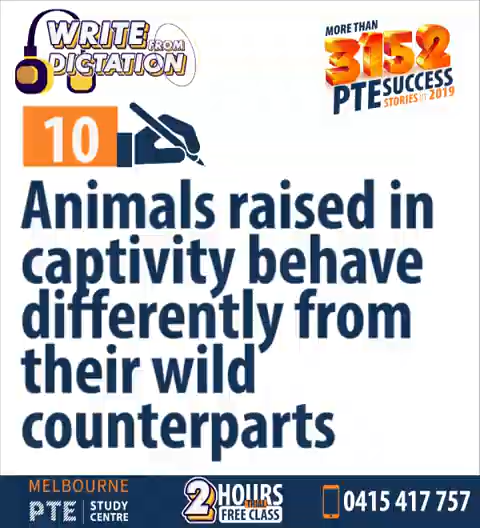 WRITE FROM
DICTATION
MORE THAN
3152
PTE SUCCESS
STORIES in 2019
10
Animals raised in
captivity behave
differently from
their wild
counterparts
MELBOURNE
PTE STUDY CENTRE
2 HOURS
FREE CLASS
0415 417 757